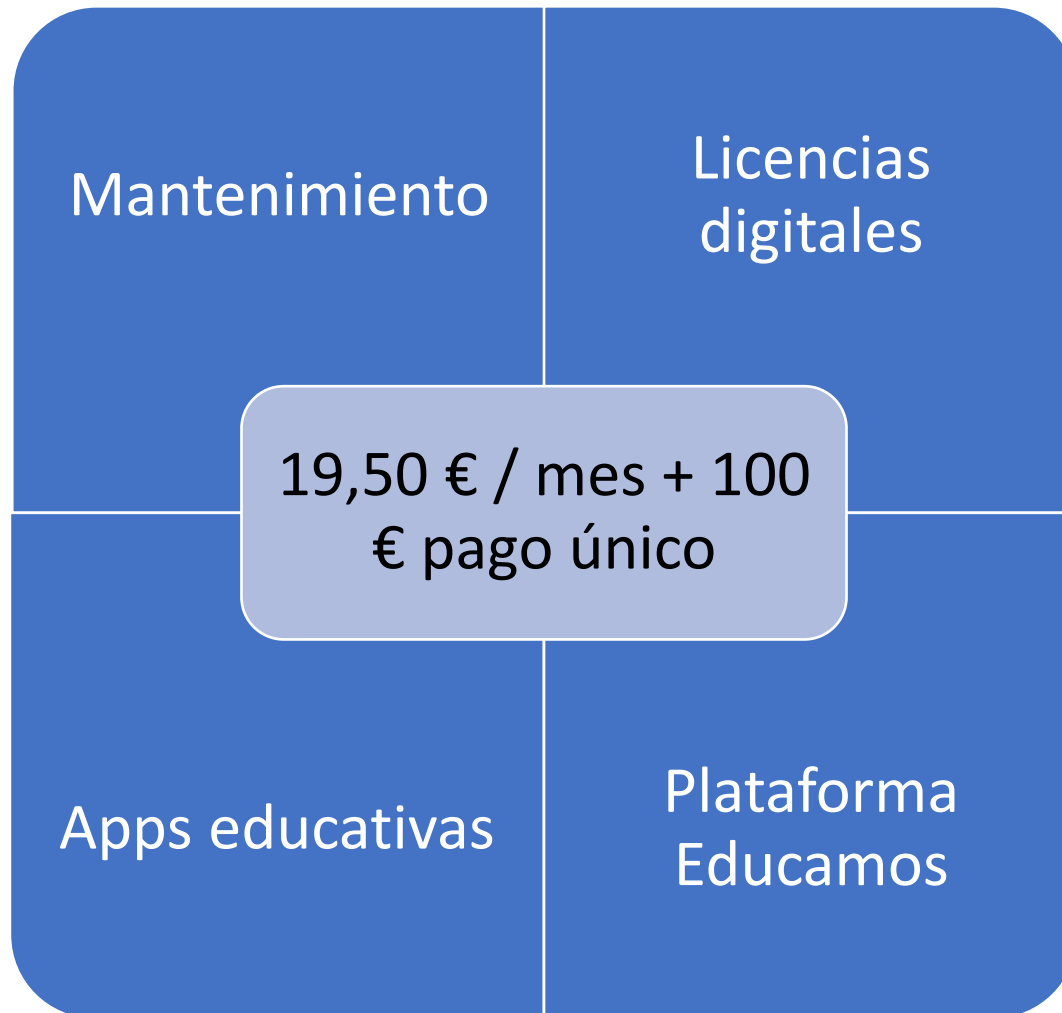 Mantenimiento
Licencias
digitales
19,50 € / mes + 100
€ pago único
Apps educativas
Plataforma
Educamos